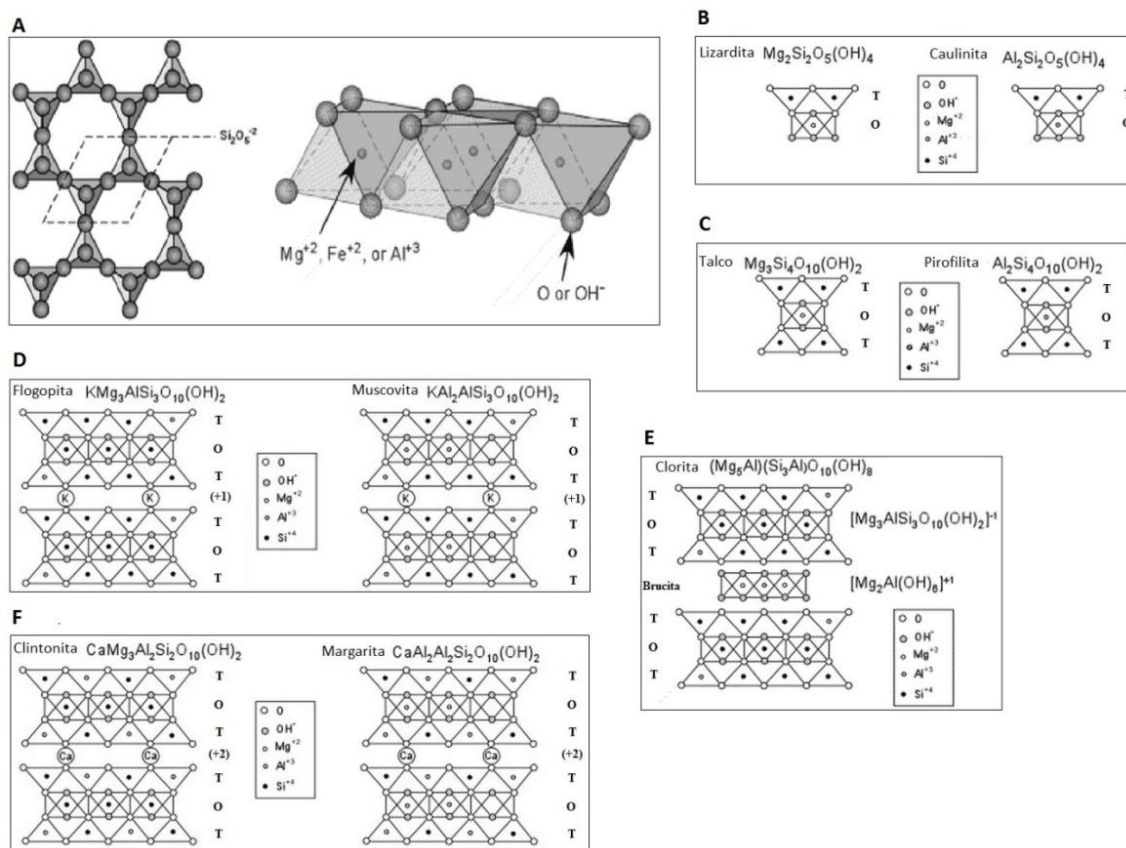 A
Si₂O₅⁻²
Mg⁺², Fe⁺², or Al⁺³
O or OH⁻
B
Lizardita Mg₂Si₂O₅(OH)₄ Caulinita Al₂Si₂O₅(OH)₄
O
OH⁻
Mg⁺²
Al⁺³
Si⁺⁴
T
O
C
Talco Mg₃Si₄O₁₀(OH)₂ Pirofilita Al₂Si₄O₁₀(OH)₂
O
OH⁻
Mg⁺²
Al⁺³
Si⁺⁴
T
O
T
T
O
T
D
Flogopita KMg₃AlSi₃O₁₀(OH)₂ Muscovita KAl₂AlSi₃O₁₀(OH)₂
T
O
T
K K (+1)
T
O
T
O
OH⁻
Mg⁺²
Al⁺³
Si⁺⁴
T
O
T
K K (+1)
T
O
T
E
Clorita (Mg₅Al)(Si₃Al)O₁₀(OH)₈
T
O
T
[Mg₃AlSi₃O₁₀(OH)₂]⁻¹
Brucita [Mg₂Al(OH)₆]⁺¹
T
O
T
O
OH⁻
Mg⁺²
Al⁺³
Si⁺⁴
F
Clintonita CaMg₃Al₂Si₂O₁₀(OH)₂ Margarita CaAl₂Al₂Si₂O₁₀(OH)₂
T
O
T
Ca Ca (+2)
T
O
T
O
OH⁻
Mg⁺²
Al⁺³
Si⁺⁴
T
O
T
Ca Ca (+2)
T
O
T